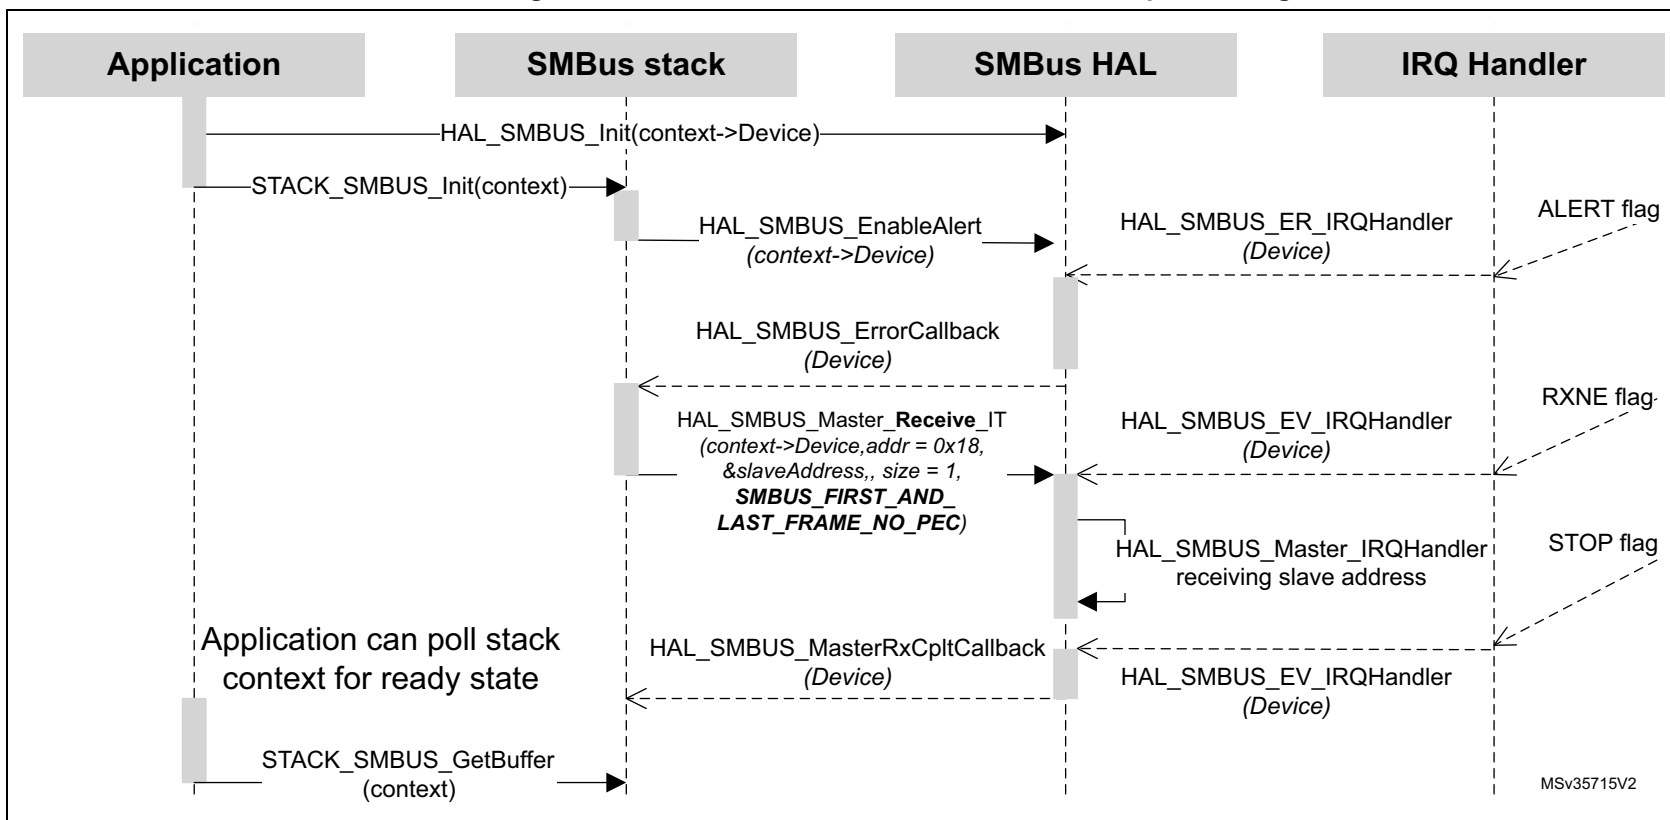 Application
SMBus stack
SMBus HAL
IRQ Handler
HAL_SMBUS_Init(context->Device)
STACK_SMBUS_Init(context)
HAL_SMBUS_EnableAlert
(context->Device)
HAL_SMBUS_ER_IRQHandler
(Device)
ALERT flag
HAL_SMBUS_ErrorCallback
(Device)
HAL_SMBUS_Master_Receive_IT
(context->Device,addr = 0x18,
&slaveAddress,, size = 1,
SMBUS_FIRST_AND_
LAST_FRAME_NO_PEC)
HAL_SMBUS_EV_IRQHandler
(Device)
RXNE flag
HAL_SMBUS_Master_IRQHandler
receiving slave address
STOP flag
Application can poll stack
context for ready state
HAL_SMBUS_MasterRxCpltCallback
(Device)
HAL_SMBUS_EV_IRQHandler
(Device)
STACK_SMBUS_GetBuffer
(context)
MSv35715V2